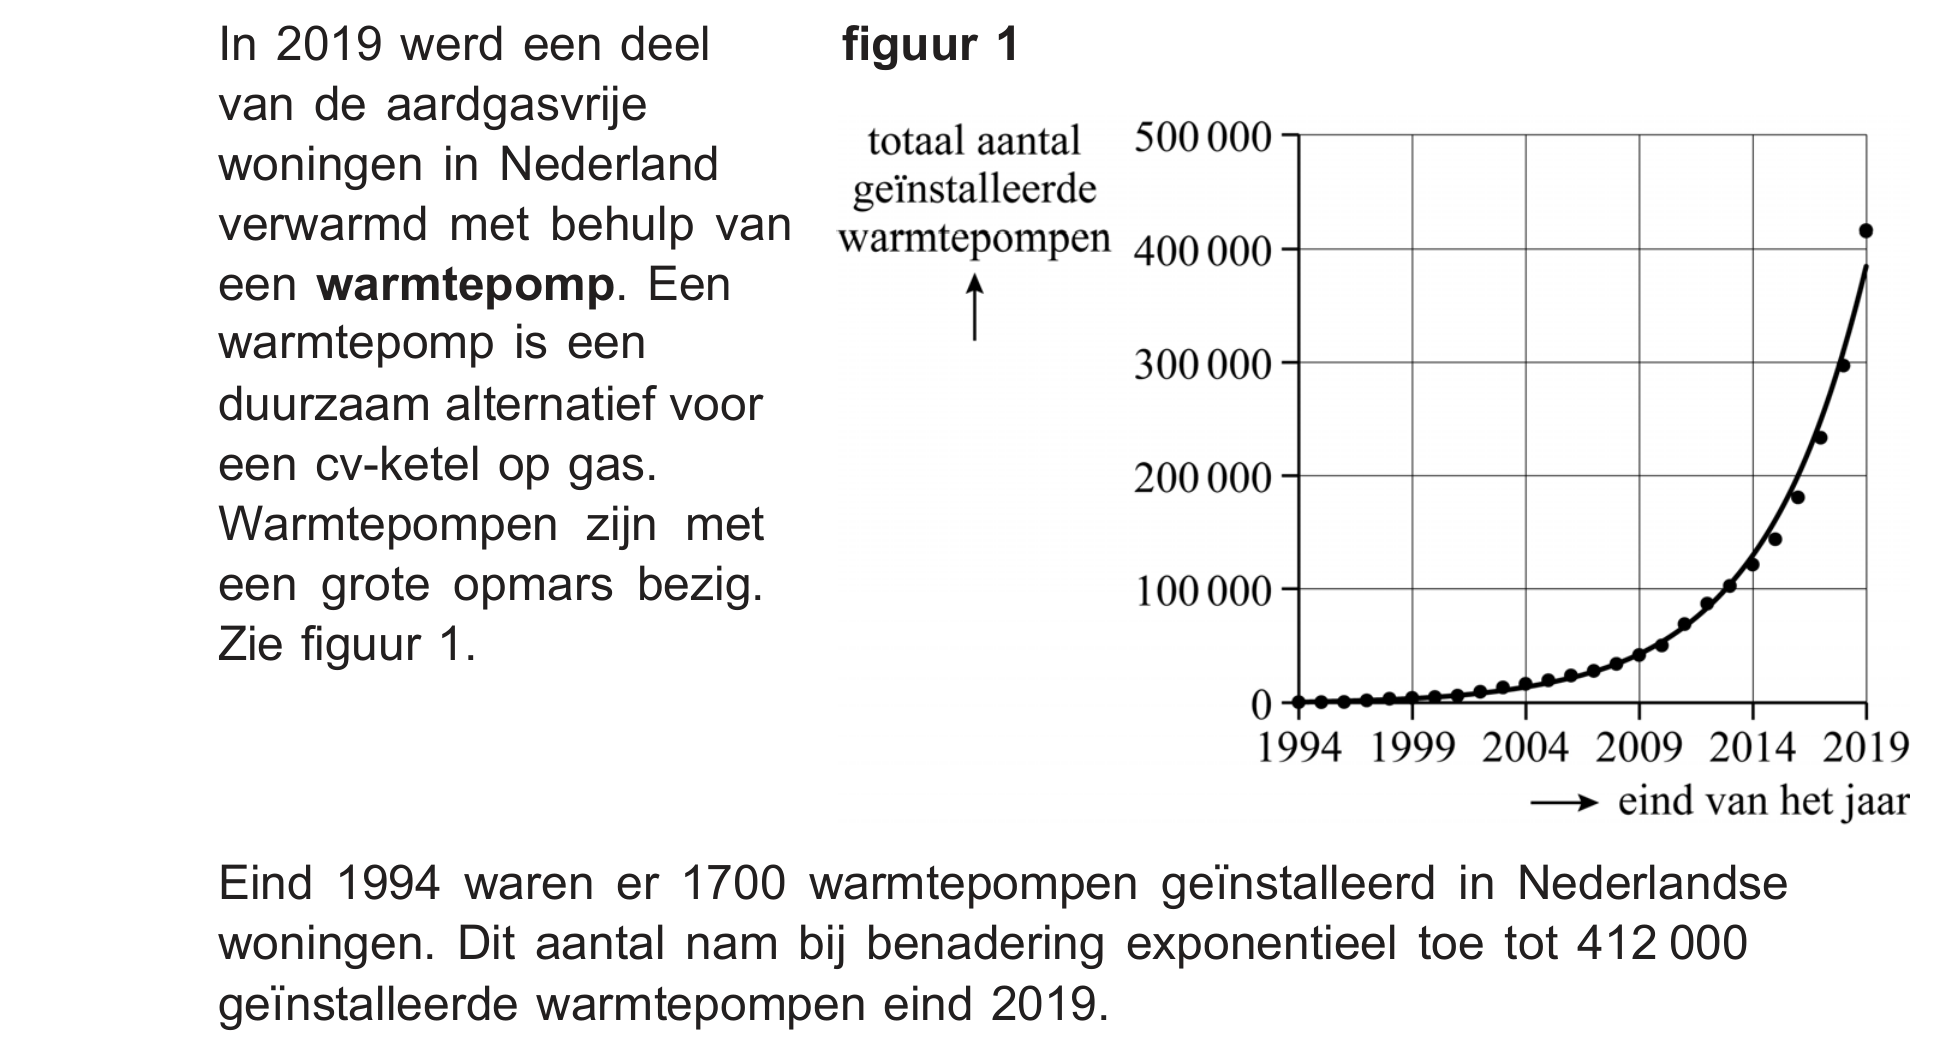 In 2019 werd een deel
van de aardgasvrije
woningen in Nederland
verwarmd met behulp van
een warmtepomp. Een
warmtepomp is een
duurzaam alternatief voor
een cv-ketel op gas.
Warmtepompen zijn met
een grote opmars bezig.
Zie figuur 1.
figuur 1
totaal aantal
geïnstalleerde
warmtepompen
500 000
400 000
300 000
200 000
100 000
0
1994 1999 2004 2009 2014 2019
eind van het jaar
Eind 1994 waren er 1700 warmtepompen geïnstalleerd in Nederlandse
woningen. Dit aantal nam bij benadering exponentieel toe tot 412 000
geïnstalleerde warmtepompen eind 2019.